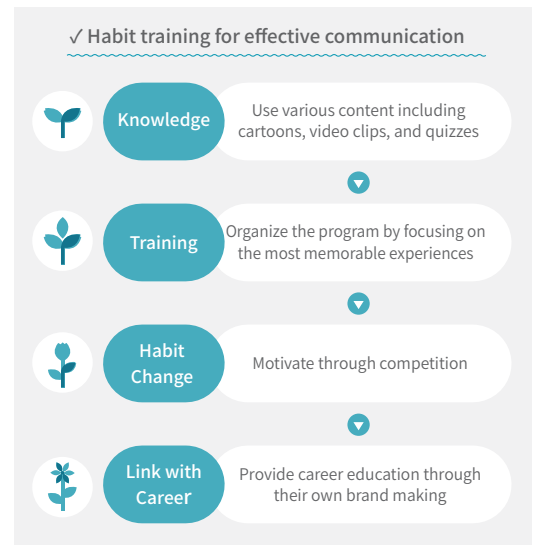 ✓ Habit training for effective communication
Knowledge
Use various content including
cartoons, video clips, and quizzes
Training
Organize the program by focusing on
the most memorable experiences
Habit
Change
Motivate through competition
Link with
Career
Provide career education through
their own brand making